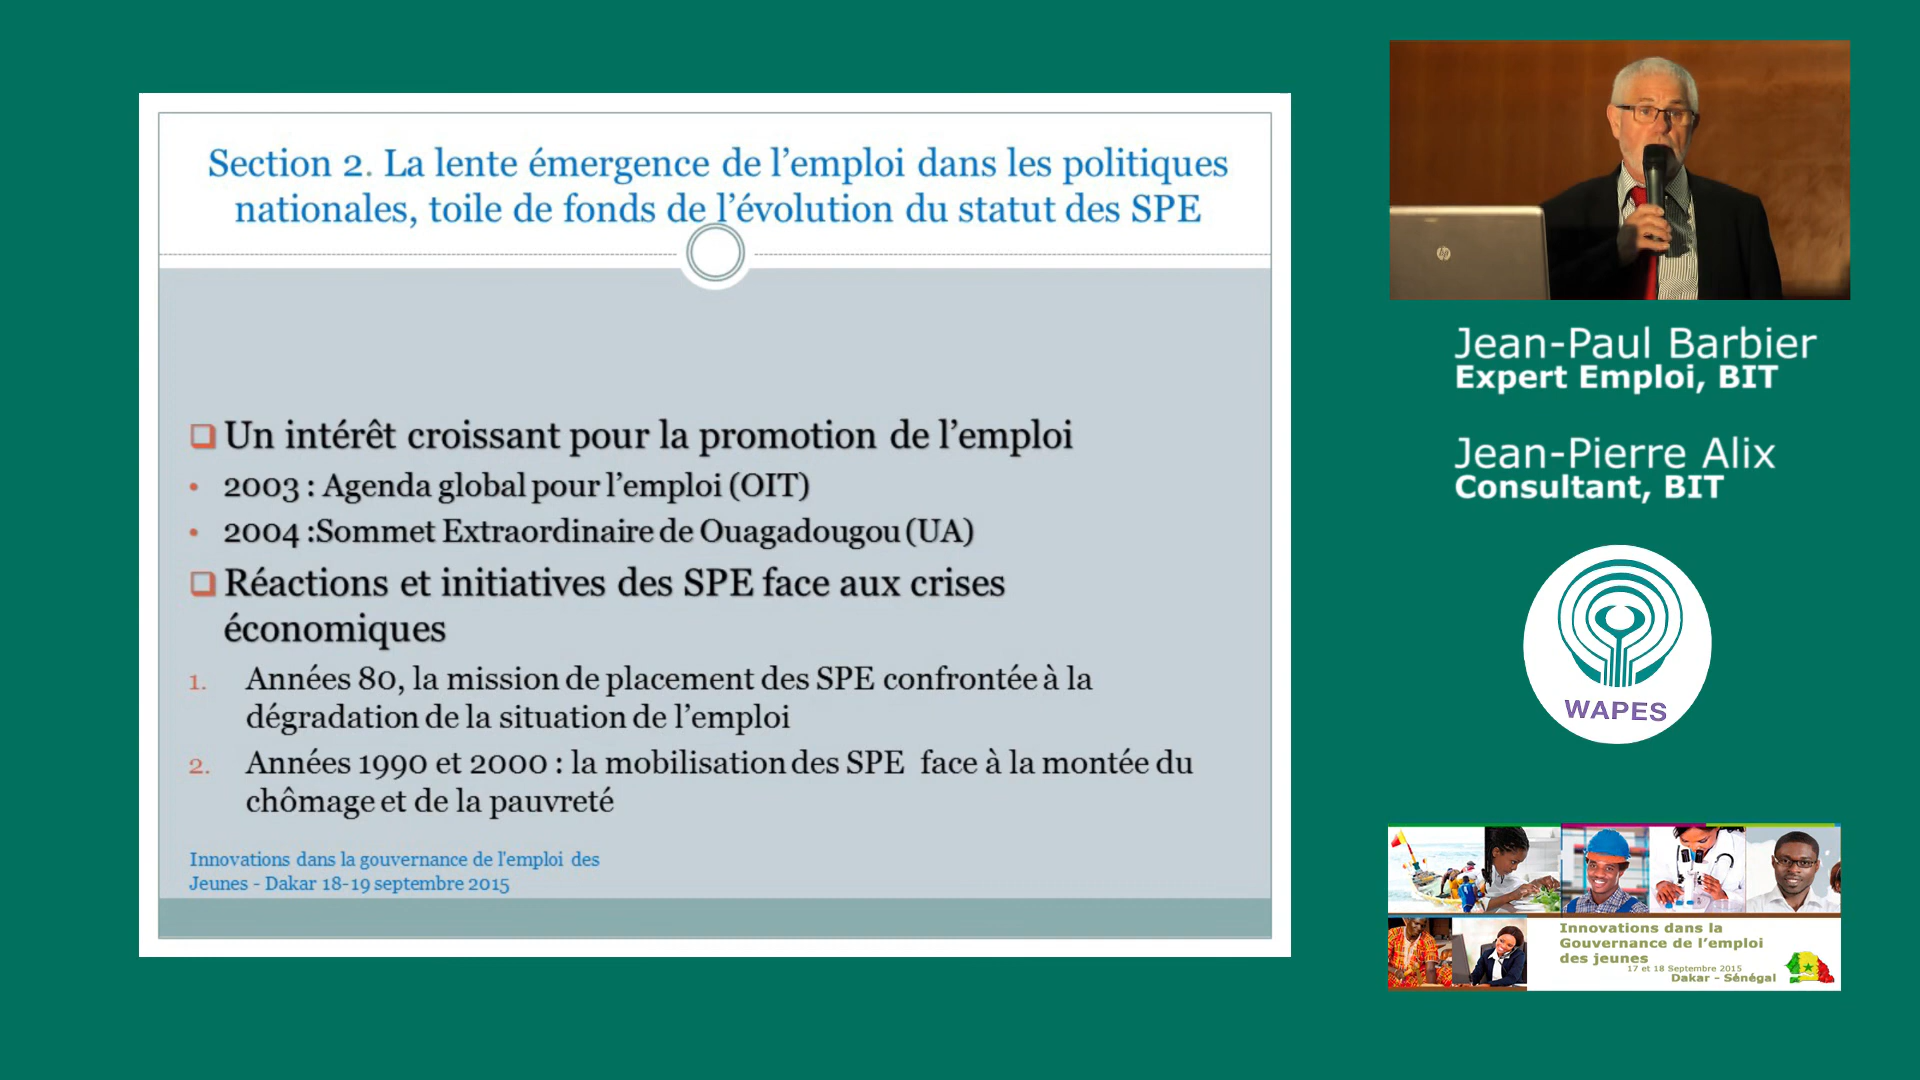 Section 2. La lente émergence de l’emploi dans les politiques
nationales, toile de fonds de l’évolution du statut des SPE
Un intérêt croissant pour la promotion de l’emploi
2003 : Agenda global pour l’emploi (OIT)
2004 :Sommet Extraordinaire de Ouagadougou (UA)
Réactions et initiatives des SPE face aux crises
économiques
1. Années 80, la mission de placement des SPE confrontée à la
dégradation de la situation de l’emploi
2. Années 1990 et 2000 : la mobilisation des SPE face à la montée du
chômage et de la pauvreté
Innovations dans la gouvernance de l'emploi des
Jeunes - Dakar 18-19 septembre 2015
hp
Jean-Paul Barbier
Expert Emploi, BIT
Jean-Pierre Alix
Consultant, BIT
WAPES
Innovations dans la
Gouvernance de l’emploi
des jeunes
17 et 18 Septembre 2015
Dakar - Sénégal